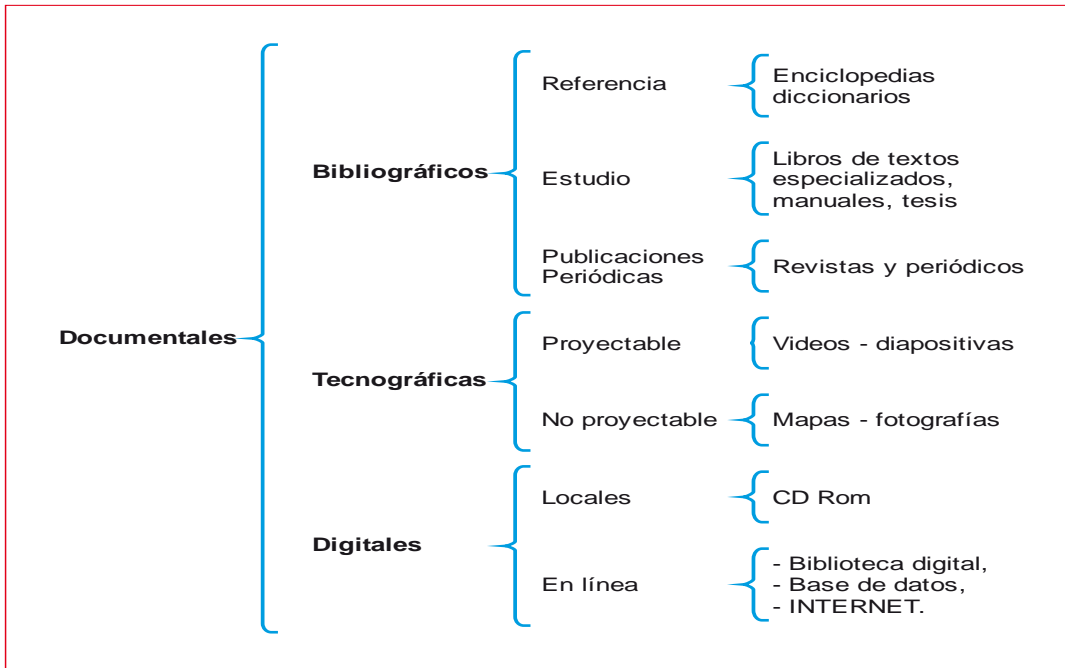 Documentales
Bibliográficos
Referencia
Enciclopedias
diccionarios
Estudio
Libros de textos
especializados,
manuales, tesis
Publicaciones
Periódicas
Revistas y periódicos
Tecnográficas
Proyectable
Videos - diapositivas
No proyectable
Mapas - fotografías
Digitales
Locales
CD Rom
En línea
- Biblioteca digital,
- Base de datos,
- INTERNET.